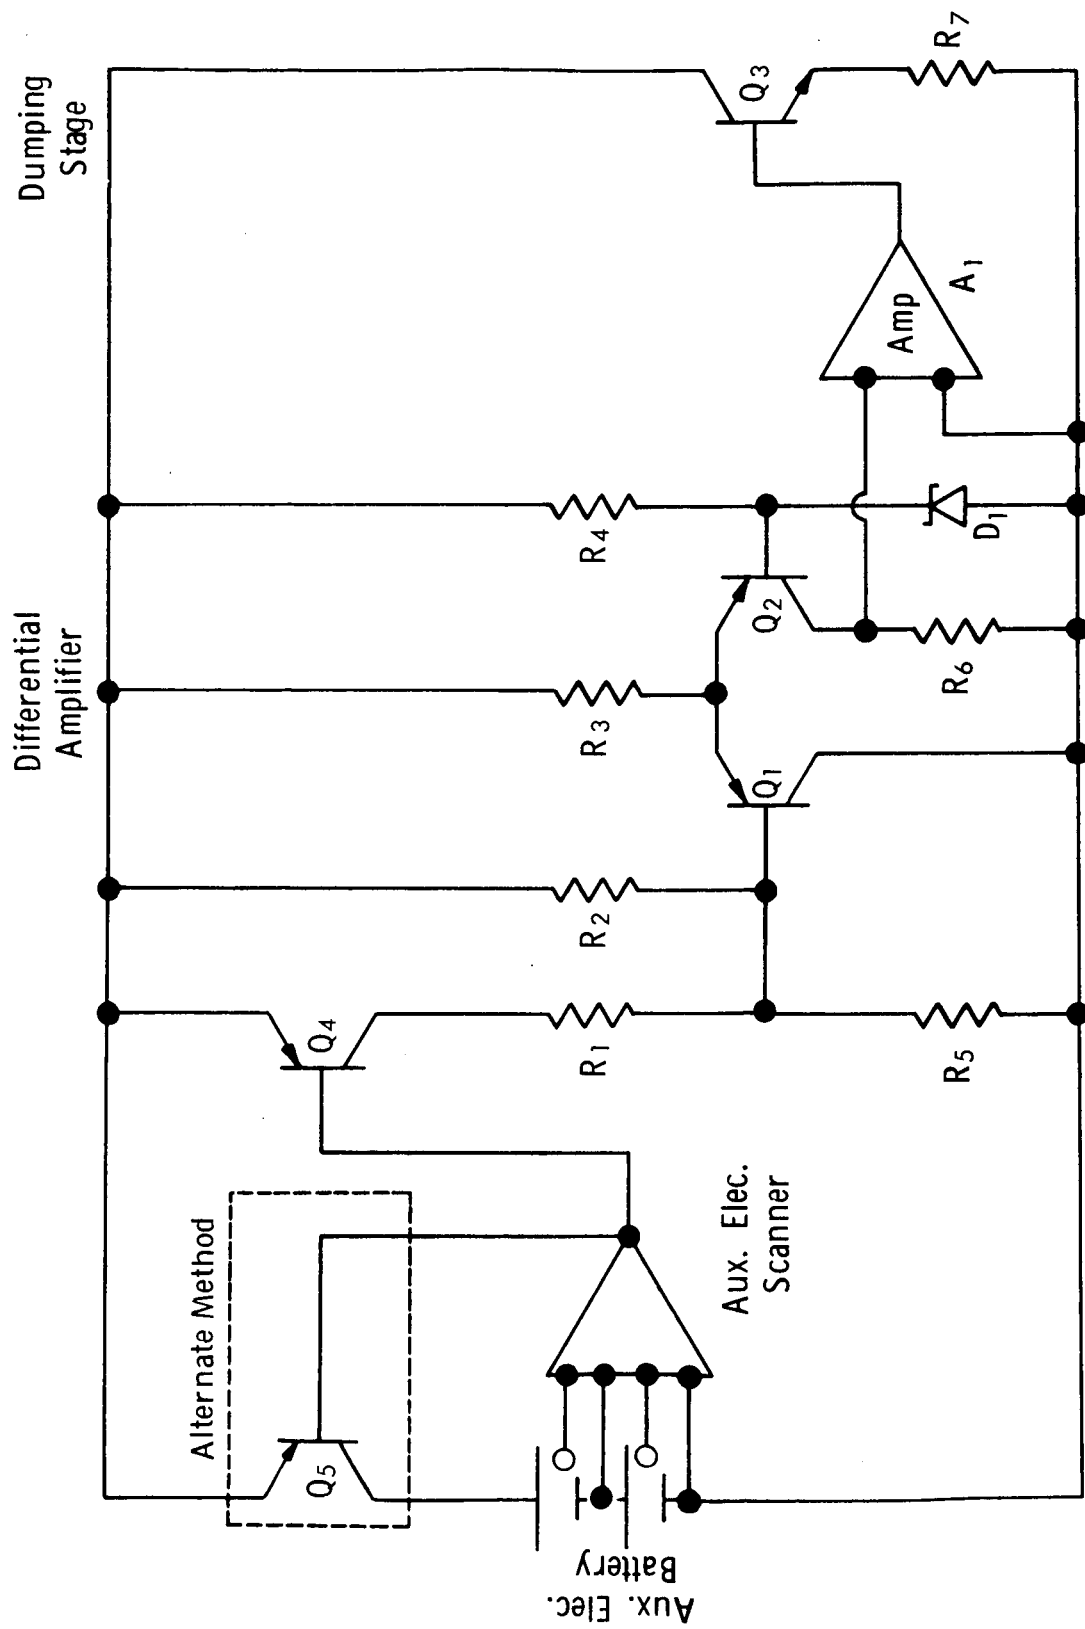 Dumping
Stage
Differential
Amplifier
Alternate Method
Q5
Q4
Q3
R1
R2
R3
R4
Q1
Q2
Amp
A1
D1
R5
R6
R7
Aux. Elec.
Scanner
Aux. Elec.
Battery